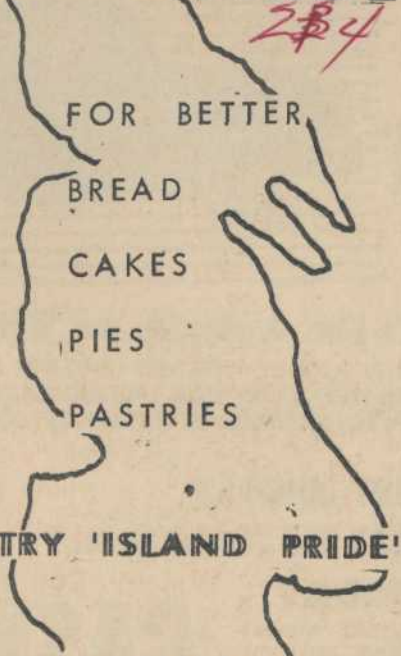 FOR BETTER
BREAD
CAKES
PIES
PASTRIES
TRY 'ISLAND PRIDE'